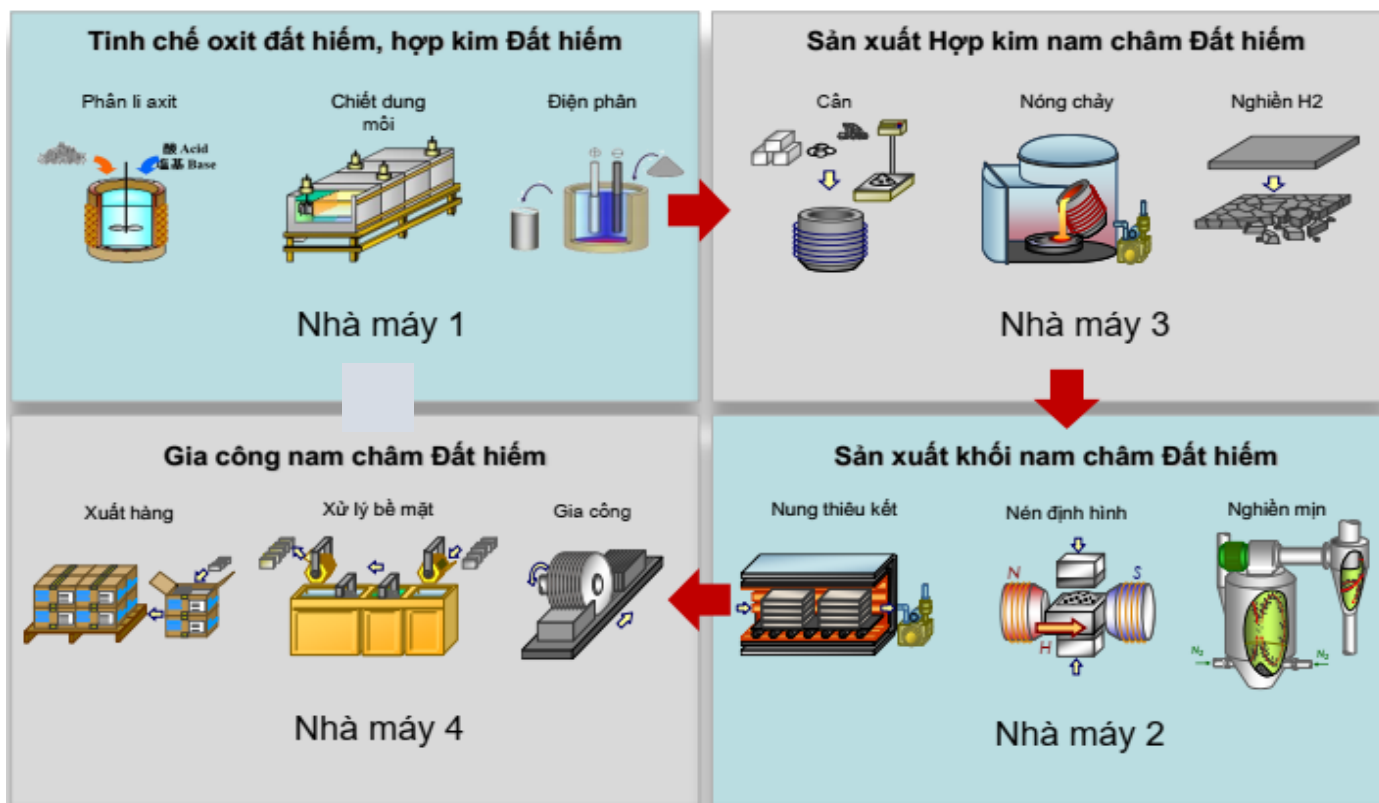 Tinh chế oxit đất hiếm, hợp kim Đất hiếm
Phân li axit
Chiết dung
môi
Điện phân
酸 Acid
塩基 Base
Nhà máy 1
Sản xuất Hợp kim nam châm Đất hiếm
Cân
Nóng chảy
Nghiền H2
Nhà máy 3
Gia công nam châm Đất hiếm
Xuất hàng
Xử lý bề mặt
Gia công
Nhà máy 4
Sản xuất khối nam châm Đất hiếm
Nung thiêu kết
Nén định hình
Nghiền mịn
N
S
H
N₂
N₂
Nhà máy 2